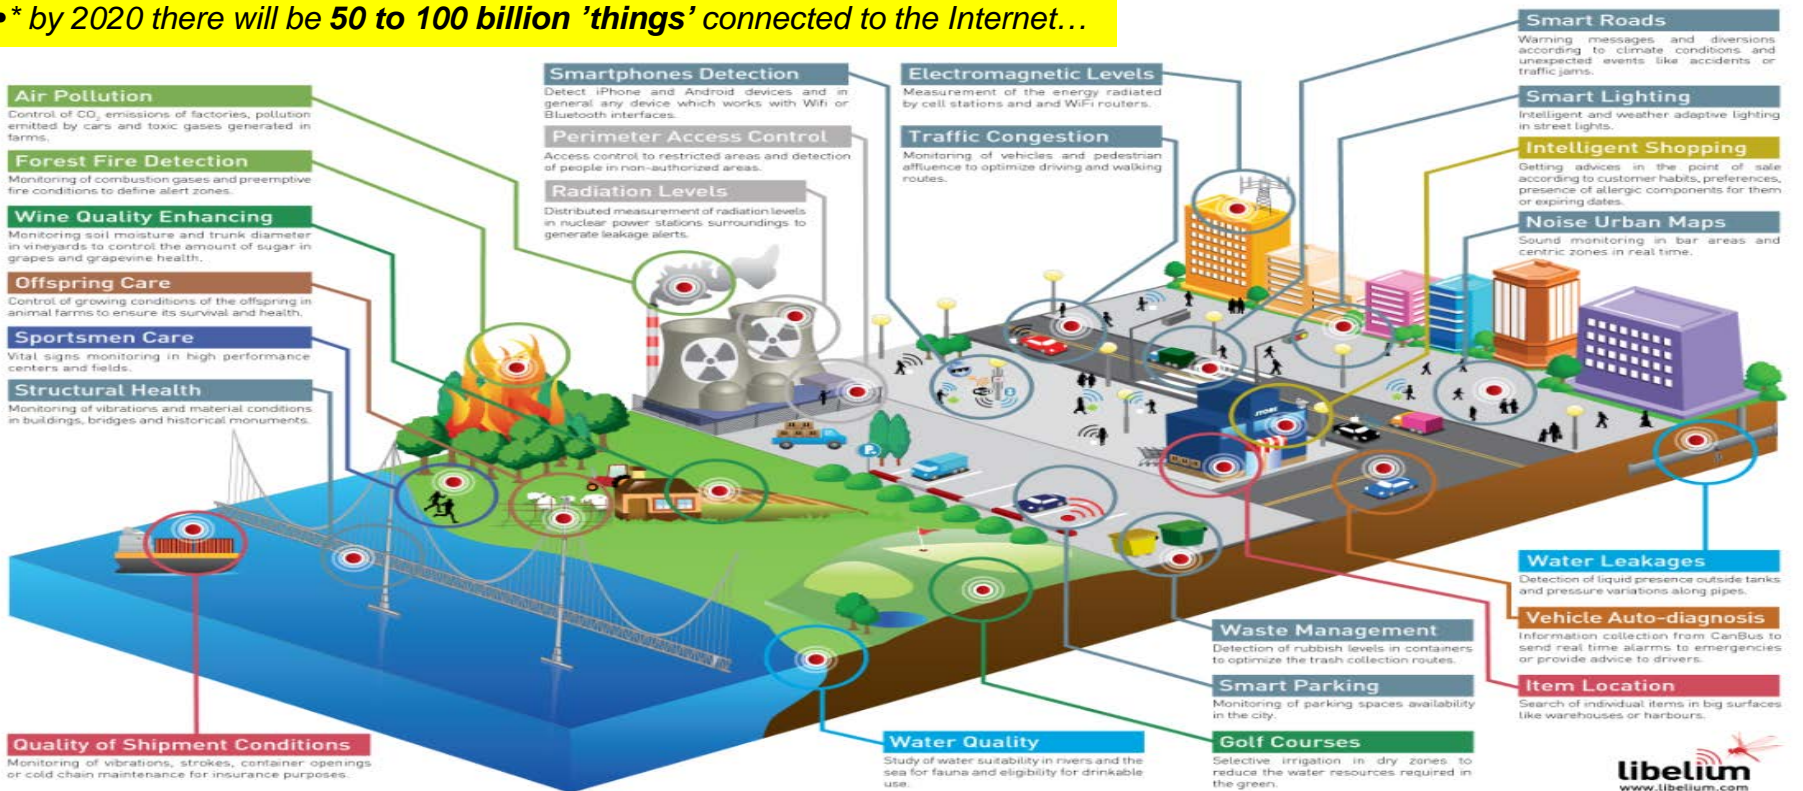 •* by 2020 there will be 50 to 100 billion ’things’ connected to the Internet…
Air Pollution
Control of CO₂ emissions of factories, pollution
emitted by cars and toxic gases generated in
farms.
Forest Fire Detection
Monitoring of combustion gases and preemptive
fire conditions to define alert zones.
Wine Quality Enhancing
Monitoring soil moisture and trunk diameter
in vineyards to control the amount of sugar in
grapes and grapevine health.
Offspring Care
Control of growing conditions of the offspring in
animal farms to ensure its survival and health.
Sportsmen Care
Vital signs monitoring in high performance
centers and fields.
Structural Health
Monitoring of vibrations and material conditions
in buildings, bridges and historical monuments.
Quality of Shipment Conditions
Monitoring of vibrations, strokes, container openings
or cold chain maintenance for insurance purposes.
Smartphones Detection
Detect iPhone and Android devices and in
general any device which works with Wifi or
Bluetooth interfaces.
Perimeter Access Control
Access control to restricted areas and detection
of people in non-authorized areas.
Radiation Levels
Distributed measurement of radiation levels
in nuclear power stations surroundings to
generate leakage alerts.
Electromagnetic Levels
Measurement of the energy radiated
by cell stations and and WiFi routers.
Traffic Congestion
Monitoring of vehicles and pedestrian
affluence to optimize driving and walking
routes.
Smart Roads
Warning messages and diversions
according to climate conditions and
unexpected events like accidents or
traffic jams.
Smart Lighting
Intelligent and weather adaptive lighting
in street lights.
Intelligent Shopping
Getting advices in the point of sale
according to customer habits, preferences,
presence of allergic components for them
or expiring dates.
Noise Urban Maps
Sound monitoring in bar areas and
centric zones in real time.
STORE
P
Water Leakages
Detection of liquid presence outside tanks
and pressure variations along pipes.
Vehicle Auto-diagnosis
Information collection from CanBus to
send real time alarms to emergencies
or provide advice to drivers.
Item Location
Search of individual items in big surfaces
like warehouses or harbours.
Waste Management
Detection of rubbish levels in containers
to optimize the trash collection routes.
Smart Parking
Monitoring of parking spaces availability
in the city.
Golf Courses
Selective irrigation in dry zones to
reduce the water resources required in
the green.
Water Quality
Study of water suitability in rivers and the
sea for fauna and eligibility for drinkable
use.
libelium
www.libelium.com